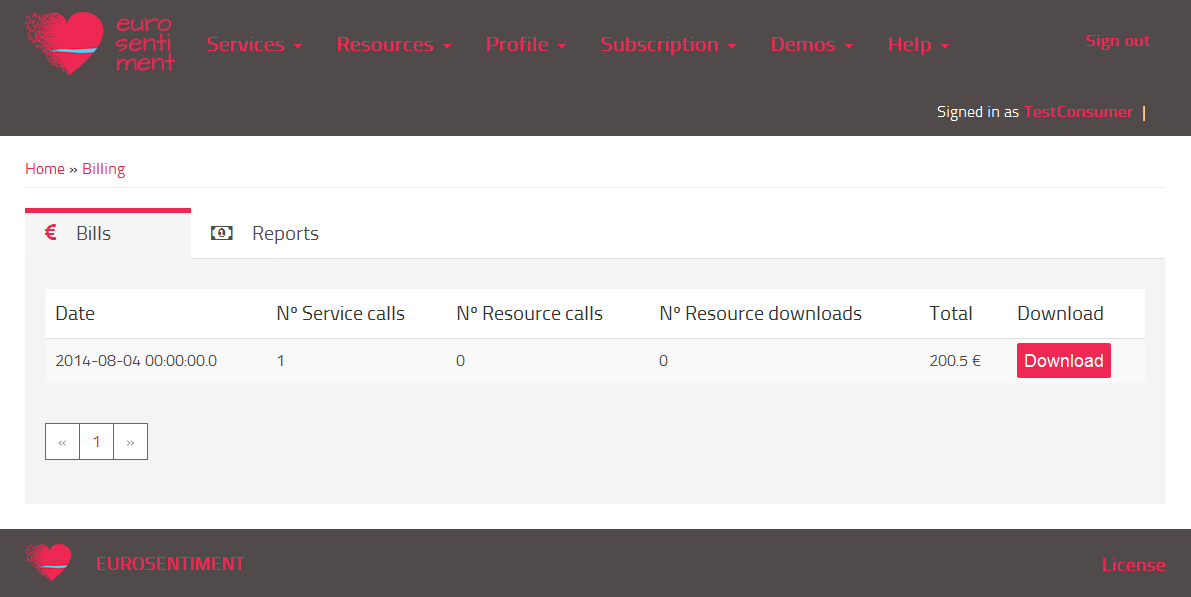 euro
senti
ment
Services Resources Profile Subscription Demos Help Sign out
Signed in as TestConsumer |
Home » Billing
€ Bills Reports
Date Nº Service calls Nº Resource calls Nº Resource downloads Total Download
2014-08-04 00:00:00.0 1 0 0 200.5 € Download
« 1 »
EUROSENTIMENT License